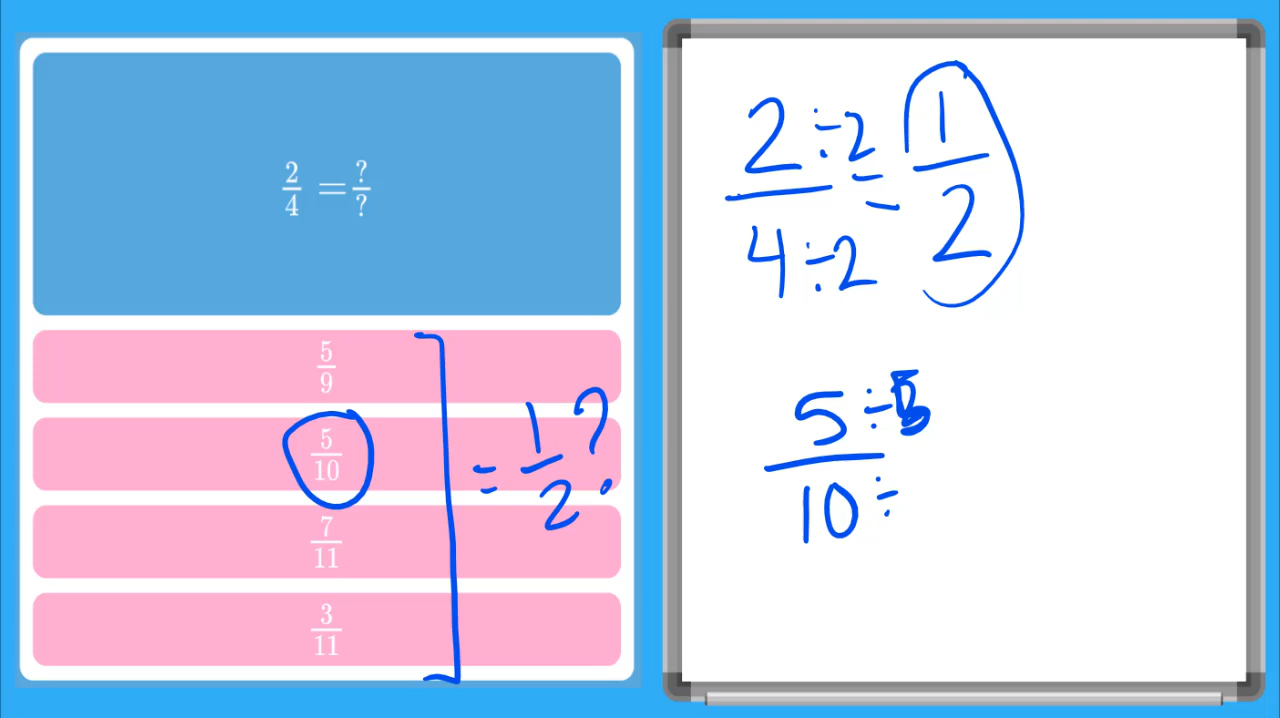 2/4 = ?/?
5/9
5/10
7/11
3/11
= 1/2 ?
2 ÷ 2
4 ÷ 2
= 1/2
5 ÷
10 ÷